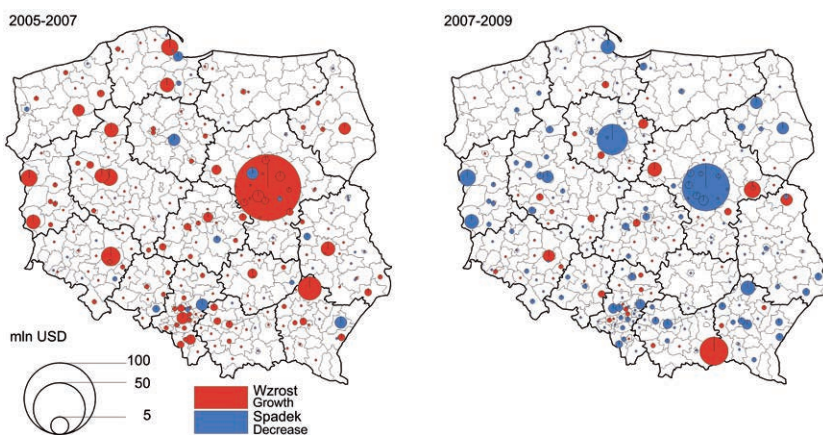 2005-2007
2007-2009
mln USD
100
50
5
Wzrost
Growth
Spadek
Decrease